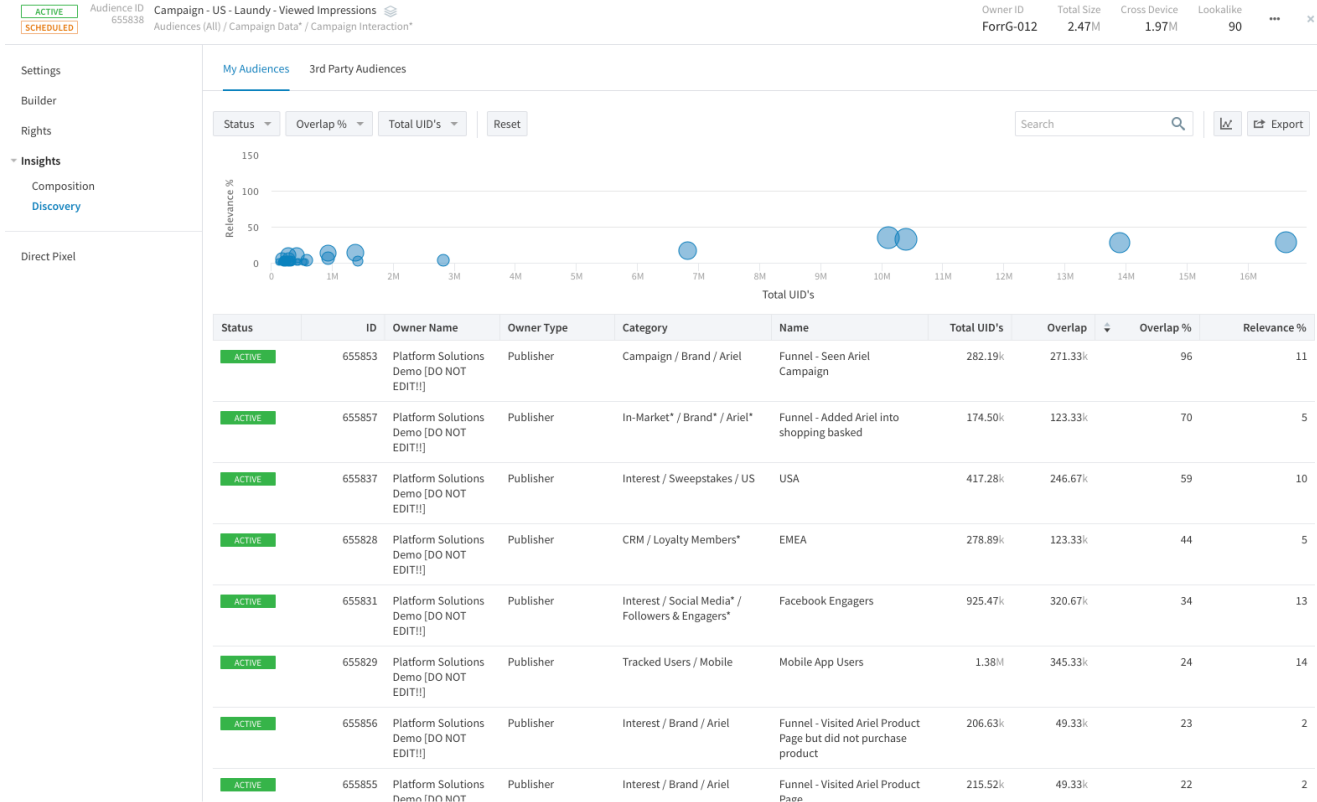 ACTIVE
SCHEDULED
Audience ID
655838
Campaign - US - Laundy - Viewed Impressions
Audiences (All) / Campaign Data* / Campaign Interaction*
Owner ID
ForrG-012
Total Size
2.47M
Cross Device
1.97M
Lookalike
90
Settings
Builder
Rights
Insights
Composition
Discovery
Direct Pixel
My Audiences 3rd Party Audiences
Status Overlap % Total UID's Reset
Search
Export
Relevance %
150
100
50
0
0 1M 2M 3M 4M 5M 6M 7M 8M 9M 10M 11M 12M 13M 14M 15M 16M
Total UID's
Status ID Owner Name Owner Type Category Name Total UID's Overlap Overlap % Relevance %
ACTIVE 655853 Platform Solutions Publisher Campaign / Brand / Ariel Funnel - Seen Ariel 282.19k 271.33k 96 11
Demo [DO NOT Campaign
EDIT!!]
ACTIVE 655857 Platform Solutions Publisher In-Market* / Brand* / Ariel* Funnel - Added Ariel into 174.50k 123.33k 70 5
Demo [DO NOT shopping basked
EDIT!!]
ACTIVE 655837 Platform Solutions Publisher Interest / Sweepstakes / US USA 417.28k 246.67k 59 10
Demo [DO NOT
EDIT!!]
ACTIVE 655828 Platform Solutions Publisher CRM / Loyalty Members* EMEA 278.89k 123.33k 44 5
Demo [DO NOT
EDIT!!]
ACTIVE 655831 Platform Solutions Publisher Interest / Social Media* / Facebook Engagers 925.47k 320.67k 34 13
Demo [DO NOT Followers & Engagers*
EDIT!!]
ACTIVE 655829 Platform Solutions Publisher Tracked Users / Mobile Mobile App Users 1.38M 345.33k 24 14
Demo [DO NOT
EDIT!!]
ACTIVE 655856 Platform Solutions Publisher Interest / Brand / Ariel Funnel - Visited Ariel Product 206.63k 49.33k 23 2
Demo [DO NOT Page but did not purchase
EDIT!!] product
ACTIVE 655855 Platform Solutions Publisher Interest / Brand / Ariel Funnel - Visited Ariel Product 215.52k 49.33k 22 2
Demo [DO NOT Page